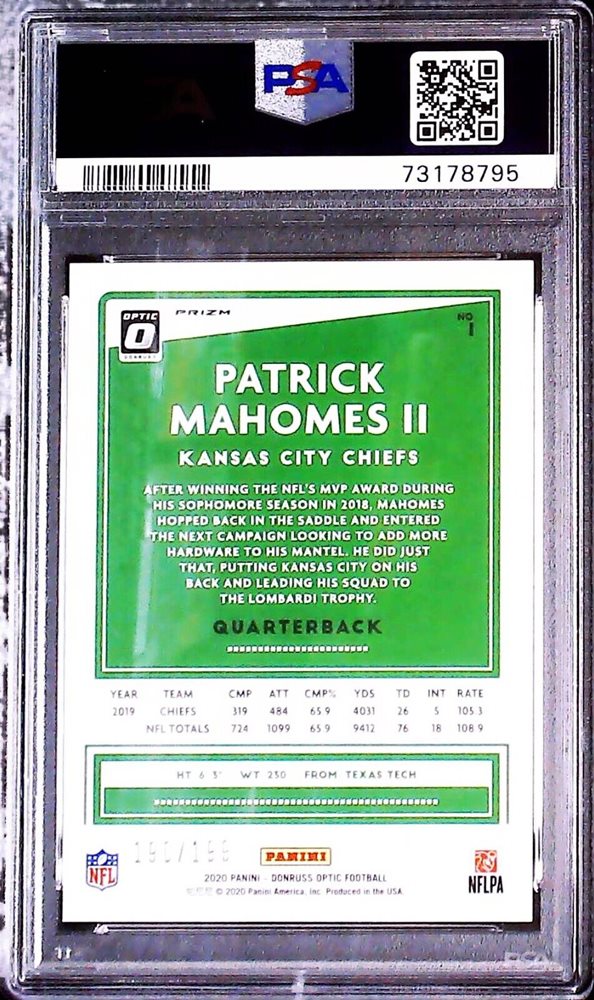 PSA
73178795
OPTIC
DONRUSS
PRIZM
NO.
1
PATRICK
MAHOMES II
KANSAS CITY CHIEFS
AFTER WINNING THE NFL'S MVP AWARD DURING
HIS SOPHOMORE SEASON IN 2018, MAHOMES
HOPPED BACK IN THE SADDLE AND ENTERED
THE NEXT CAMPAIGN LOOKING TO ADD MORE
HARDWARE TO HIS MANTEL. HE DID JUST
THAT, PUTTING KANSAS CITY ON HIS
BACK AND LEADING HIS SQUAD TO
THE LOMBARDI TROPHY.
QUARTERBACK
YEAR TEAM CMP ATT CMP% YDS TD INT RATE
2019 CHIEFS 319 484 65.9 4031 26 5 105.3
NFL TOTALS 724 1099 65.9 9412 76 18 108.9
HT 6' 3" WT 230 FROM TEXAS TECH
NFL
PANINI
NFLPA
2020 PANINI - DONRUSS OPTIC FOOTBALL
© 2020 Panini America, Inc. Produced in the USA.
PSA